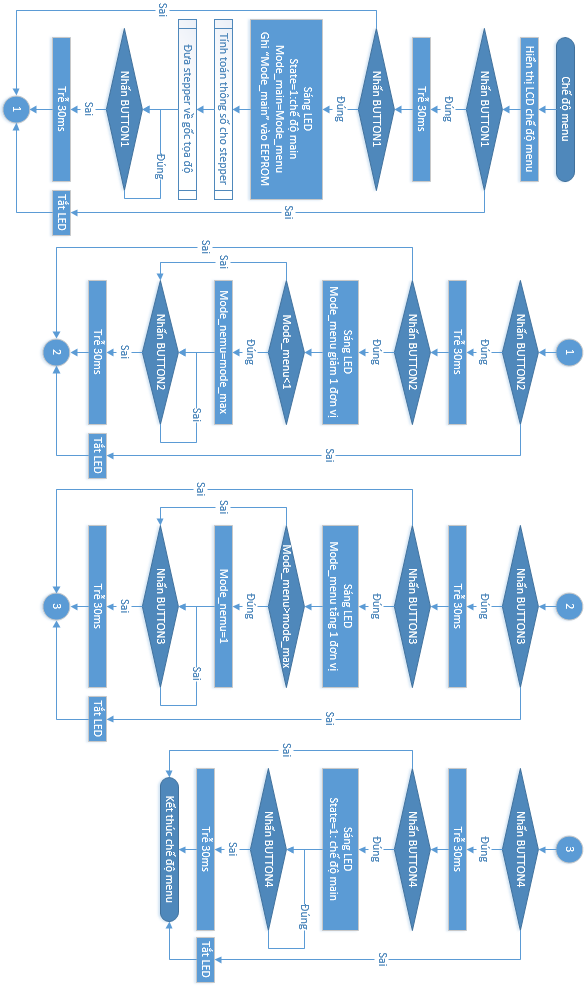 Chế độ menu
Hiển thị LCD chế độ menu
Nhấn BUTTON1
Đúng
Sai
Trễ 30ms
Nhấn BUTTON1
Sai
Đúng
Sáng LED
State=1:chế độ main
Mode_main=Mode_menu
Ghi “Mode_main” vào EEPROM
Tính toán thông số cho stepper
Đưa stepper về gốc tọa độ
Nhấn BUTTON1
Đúng
Sai
Trễ 30ms
Tắt LED
1
1
Nhấn BUTTON2
Đúng
Sai
Trễ 30ms
Nhấn BUTTON2
Sai
Đúng
Sáng LED
Mode_menu giảm 1 đơn vị
Mode_menu<1
Sai
Đúng
Mode_nemu=mode_max
Nhấn BUTTON2
Sai
Sai
Trễ 30ms
Tắt LED
2
2
Nhấn BUTTON3
Đúng
Sai
Trễ 30ms
Nhấn BUTTON3
Sai
Đúng
Sáng LED
Mode_menu tăng 1 đơn vị
Mode_menu>mode_max
Sai
Đúng
Mode_nemu=1
Nhấn BUTTON3
Sai
Sai
Trễ 30ms
Tắt LED
3
3
Nhấn BUTTON4
Đúng
Sai
Trễ 30ms
Nhấn BUTTON4
Sai
Đúng
Sáng LED
State=1 : chế độ main
Nhấn BUTTON4
Đúng
Sai
Trễ 30ms
Tắt LED
Kết thúc chế độ menu